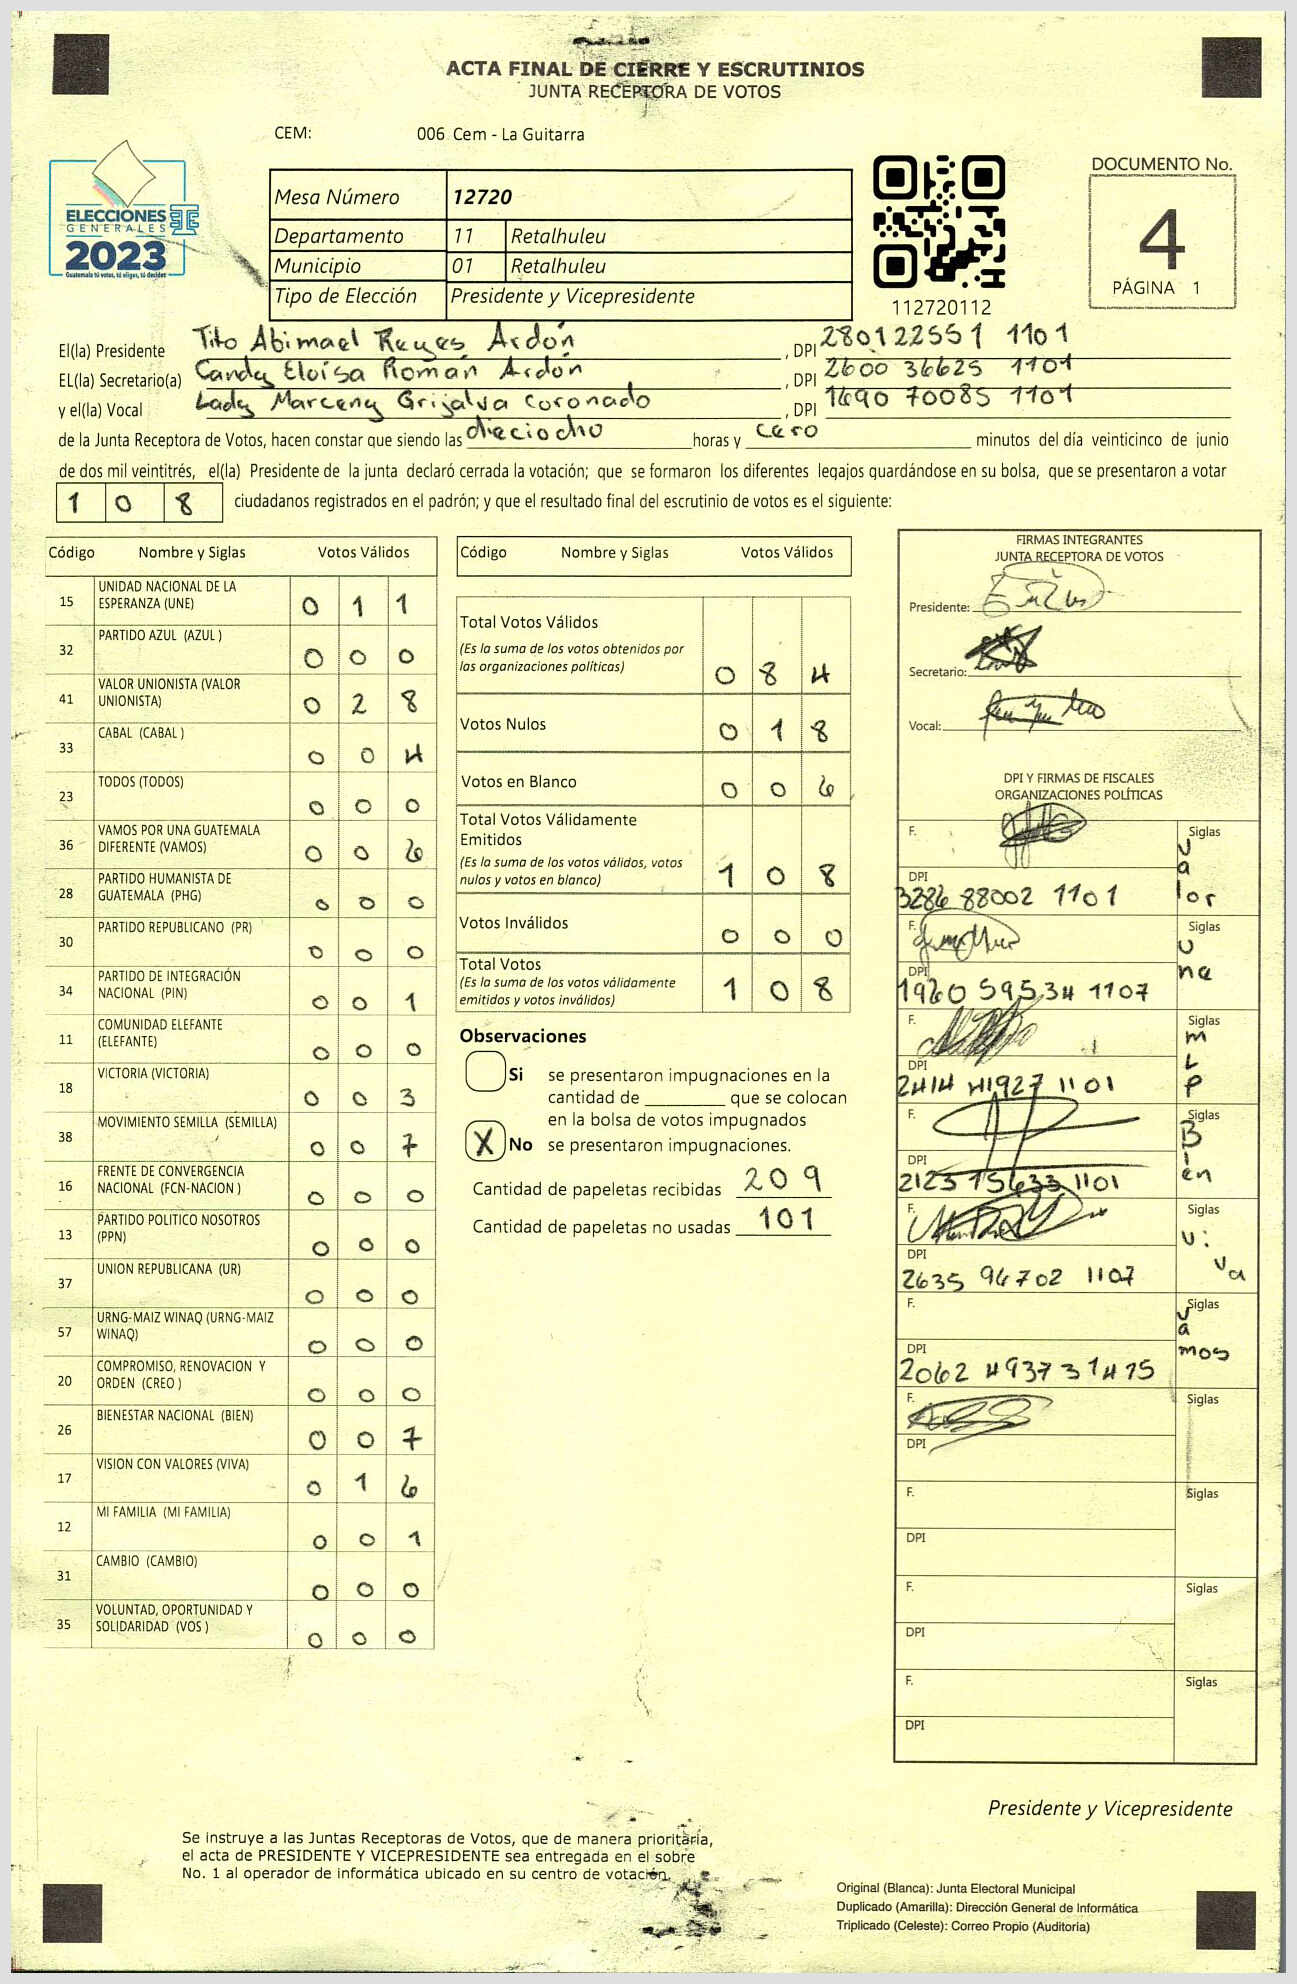 ACTA FINAL DE CIERRE Y ESCRUTINIOS
JUNTA RECEPTORA DE VOTOS
CEM: 006 Cem - La Guitarra
ELECCIONES
GENERALES
2023
Guatemala tú votas, tú eliges, tú decides
Mesa Número 12720
Departamento 11 Retalhuleu
Municipio 01 Retalhuleu
Tipo de Elección Presidente y Vicepresidente
112720112
DOCUMENTO No.
4
PÁGINA 1
El(la) Presidente Tito Abimael Reyes Ardón, DPI 280122551 1101
EL(la) Secretario(a) Candy Eloísa Román Ardón, DPI 2600 36625 1101
y el(la) Vocal Lady Marceny Grijalva Coronado, DPI 1690 70085 1101
de la Junta Receptora de Votos, hacen constar que siendo las dieciocho horas y cero minutos del día veinticinco de junio
de dos mil veintitrés, el(la) Presidente de la junta declaró cerrada la votación; que se formaron los diferentes legajos guardándose en su bolsa, que se presentaron a votar
1 0 8 ciudadanos registrados en el padrón; y que el resultado final del escrutinio de votos es el siguiente:
Código Nombre y Siglas Votos Válidos
15 UNIDAD NACIONAL DE LA ESPERANZA (UNE) 0 1 1
32 PARTIDO AZUL (AZUL ) 0 0 0
41 VALOR UNIONISTA (VALOR UNIONISTA) 0 2 8
33 CABAL (CABAL ) 0 0 4
23 TODOS (TODOS) 0 0 0
36 VAMOS POR UNA GUATEMALA DIFERENTE (VAMOS) 0 0 6
28 PARTIDO HUMANISTA DE GUATEMALA (PHG) 0 0 0
30 PARTIDO REPUBLICANO (PR) 0 0 0
34 PARTIDO DE INTEGRACIÓN NACIONAL (PIN) 0 0 1
11 COMUNIDAD ELEFANTE (ELEFANTE) 0 0 0
18 VICTORIA (VICTORIA) 0 0 3
38 MOVIMIENTO SEMILLA (SEMILLA) 0 0 7
16 FRENTE DE CONVERGENCIA NACIONAL (FCN-NACION ) 0 0 0
13 PARTIDO POLITICO NOSOTROS (PPN) 0 0 0
37 UNION REPUBLICANA (UR) 0 0 0
57 URNG-MAIZ WINAQ (URNG-MAIZ WINAQ) 0 0 0
20 COMPROMISO, RENOVACION Y ORDEN (CREO ) 0 0 0
26 BIENESTAR NACIONAL (BIEN) 0 0 7
17 VISION CON VALORES (VIVA) 0 1 6
12 MI FAMILIA (MI FAMILIA) 0 0 1
31 CAMBIO (CAMBIO) 0 0 0
35 VOLUNTAD, OPORTUNIDAD Y SOLIDARIDAD (VOS ) 0 0 0
Código Nombre y Siglas Votos Válidos
Total Votos Válidos
(Es la suma de los votos obtenidos por
las organizaciones políticas) 0 8 4
Votos Nulos 0 1 8
Votos en Blanco 0 0 6
Total Votos Válidamente
Emitidos
(Es la suma de los votos válidos, votos
nulos y votos en blanco) 1 0 8
Votos Inválidos 0 0 0
Total Votos
(Es la suma de los votos válidamente
emitidos y votos inválidos) 1 0 8
Observaciones
Si se presentaron impugnaciones en la
cantidad de ________ que se colocan
en la bolsa de votos impugnados
X No se presentaron impugnaciones.
Cantidad de papeletas recibidas 209
Cantidad de papeletas no usadas 101
FIRMAS INTEGRANTES
JUNTA RECEPTORA DE VOTOS
Presidente:
Secretario:
Vocal:
DPI Y FIRMAS DE FISCALES
ORGANIZACIONES POLÍTICAS
F. Siglas Valor
DPI 3286 88002 1101
F. Siglas Une
DPI 1960 59534 1107
F. Siglas MLP
DPI 2414 41927 1101
F. Siglas Bien
DPI 2123 15633 1101
F. Siglas Viva
DPI 2635 96702 1107
F. Siglas Vamos
DPI 2062 49373 1415
F. Siglas
DPI
F. Siglas
DPI
F. Siglas
DPI
F. Siglas
DPI
Presidente y Vicepresidente
Se instruye a las Juntas Receptoras de Votos, que de manera prioritaria,
el acta de PRESIDENTE Y VICEPRESIDENTE sea entregada en el sobre
No. 1 al operador de informática ubicado en su centro de votación.
Original (Blanca): Junta Electoral Municipal
Duplicado (Amarilla): Dirección General de Informática
Triplicado (Celeste): Correo Propio (Auditoria)